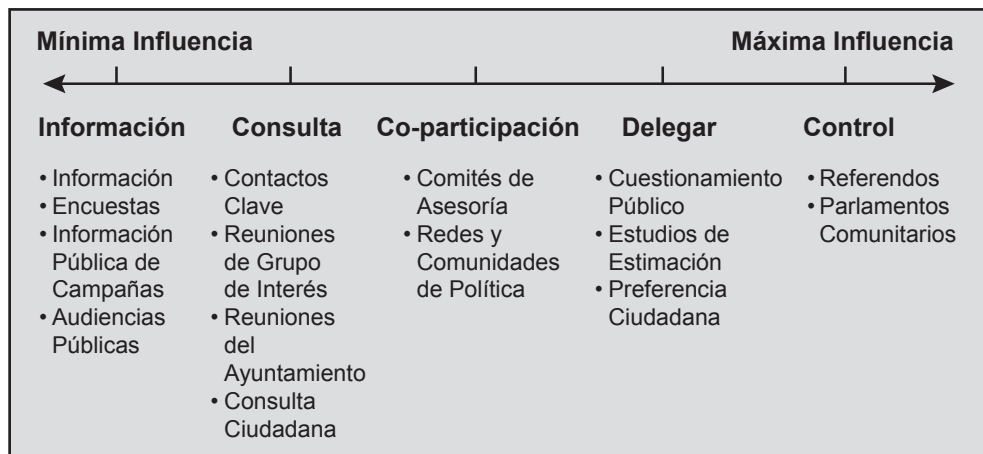 Mínima Influencia
Máxima Influencia
Información
• Información
• Encuestas
• Información
Pública de
Campañas
• Audiencias
Públicas
Consulta
• Contactos
Clave
• Reuniones
de Grupo
de Interés
• Reuniones
del
Ayuntamiento
• Consulta
Ciudadana
Co-participación
• Comités de
Asesoría
• Redes y
Comunidades
de Política
Delegar
• Cuestionamiento
Público
• Estudios de
Estimación
• Preferencia
Ciudadana
Control
• Referendos
• Parlamentos
Comunitarios